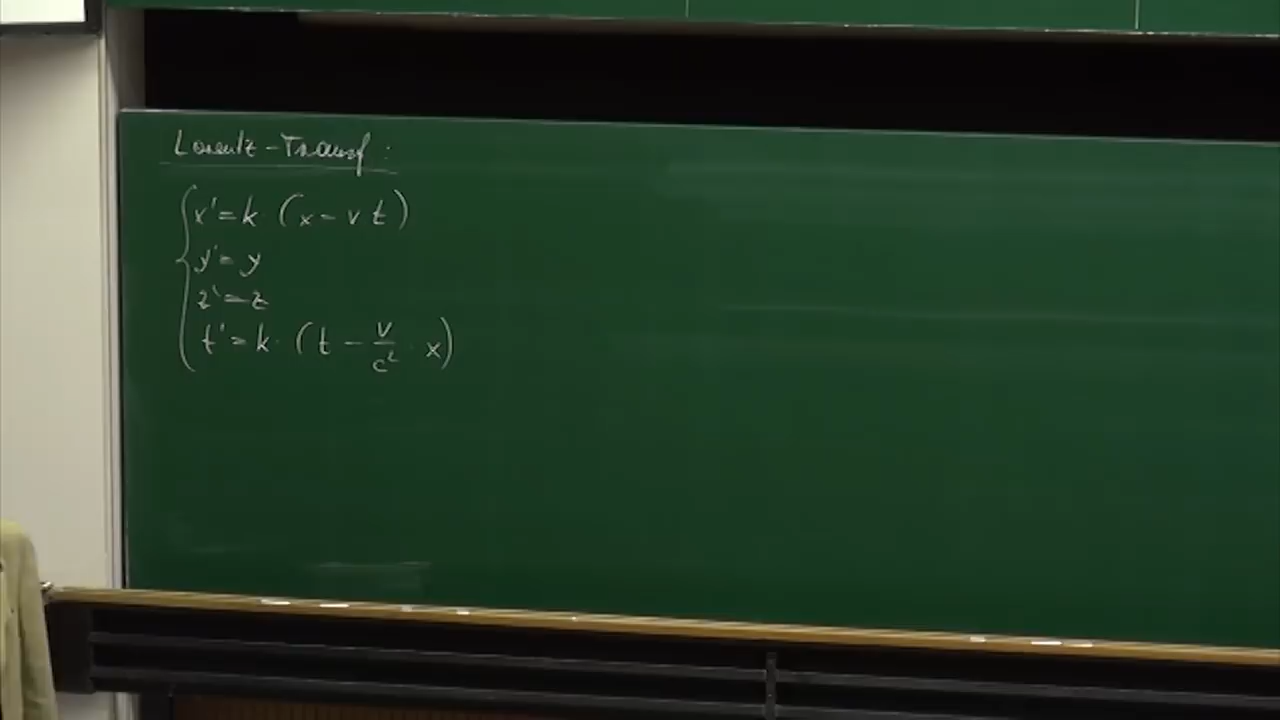 Lorentz-Transf.:
x' = k (x - v t)
y' = y
z' = z
t' = k · (t - v/c² · x)